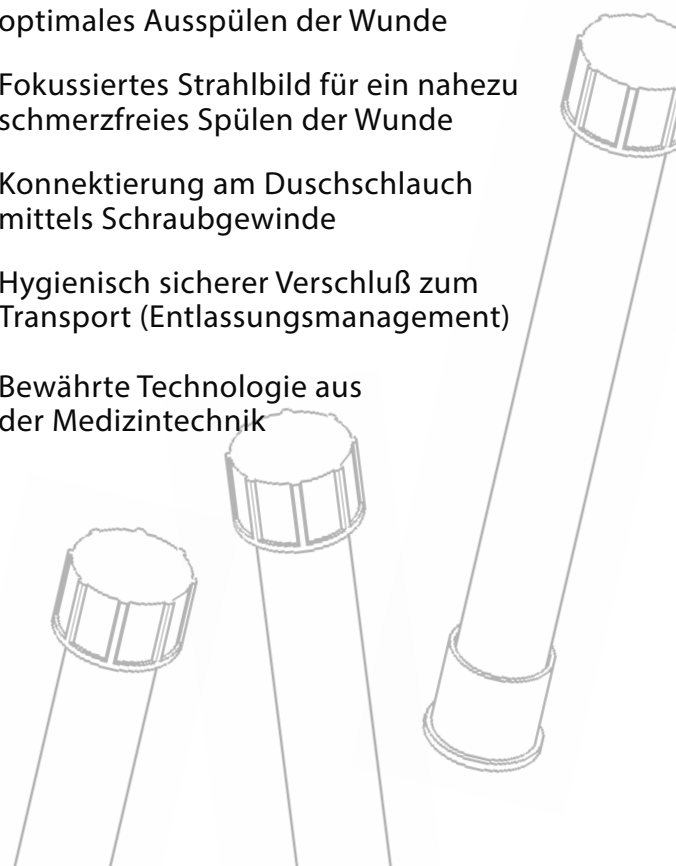 optimales Ausspülen der Wunde
Fokussiertes Strahlbild für ein nahezu
schmerzfreies Spülen der Wunde
Konnektierung am Duschschlauch
mittels Schraubgewinde
Hygienisch sicherer Verschluß zum
Transport (Entlassungsmanagement)
Bewährte Technologie aus
der Medizintechnik